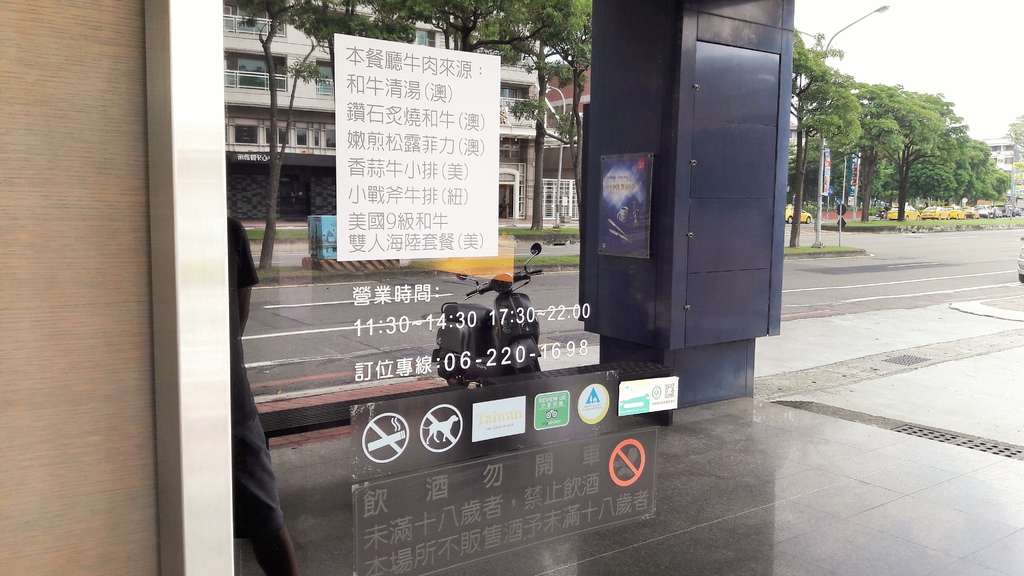 本餐廳牛肉來源：
和牛清湯(澳)
鑽石炙燒和牛(澳)
嫩煎松露菲力(澳)
香蒜牛小排(美)
小戰斧牛排(紐)
美國9級和牛
雙人海陸套餐(美)
營業時間：
11:30~14:30 17:30~22:00
訂位專線：06-220-1698
Taiwan
REVIEW US
飲酒勿開車
未滿十八歲者，禁止飲酒
本場所不販售酒予未滿十八歲者